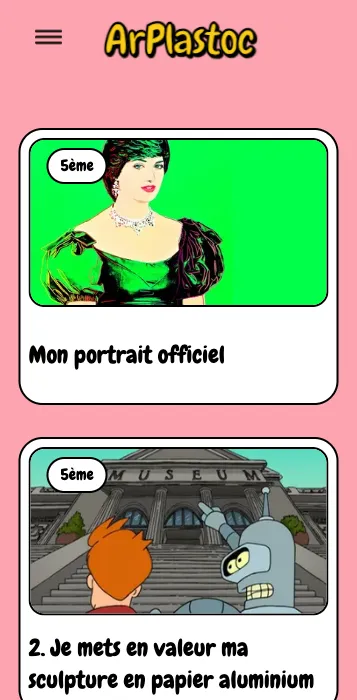 ArPlastoc
5ème
Mon portrait officiel
5ème
MUSEUM
2. Je mets en valeur ma
sculpture en papier aluminium